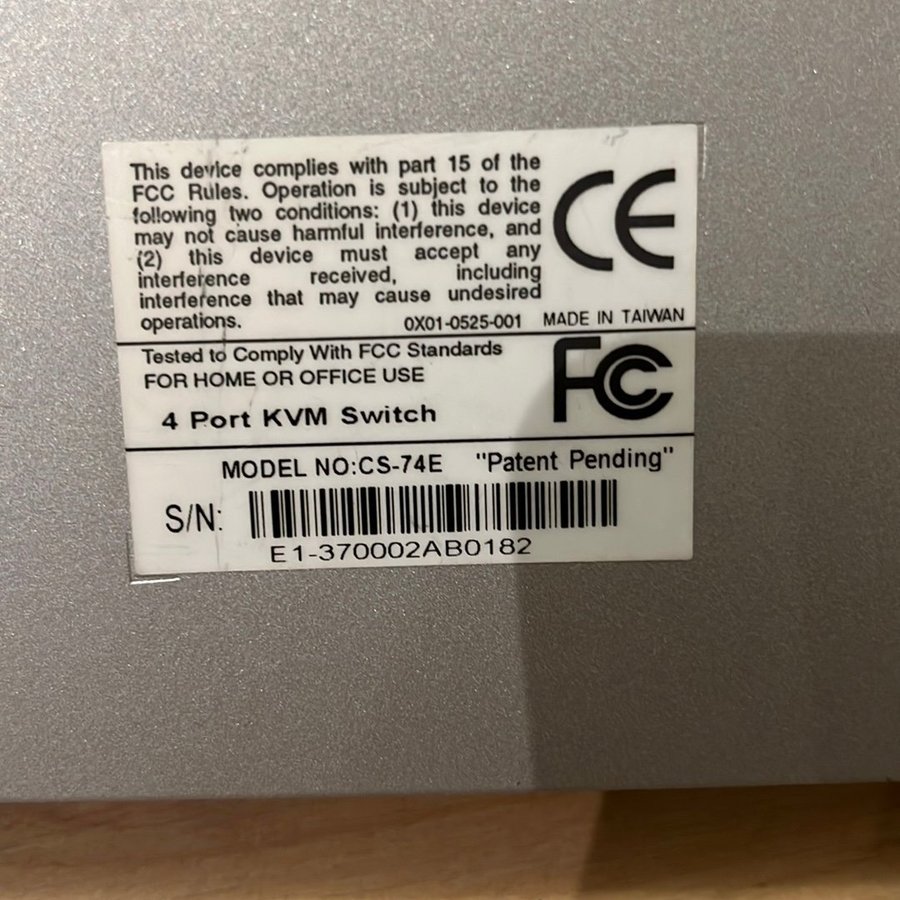 This device complies with part 15 of the
FCC Rules. Operation is subject to the
following two conditions: (1) this device
may not cause harmful interference, and
(2) this device must accept any
interference received, including
interference that may cause undesired
operations.
0X01-0525-001
CE
MADE IN TAIWAN
Tested to Comply With FCC Standards
FOR HOME OR OFFICE USE
FC
4 Port KVM Switch
MODEL NO:CS-74E "Patent Pending"
S/N:
E1-370002AB0182